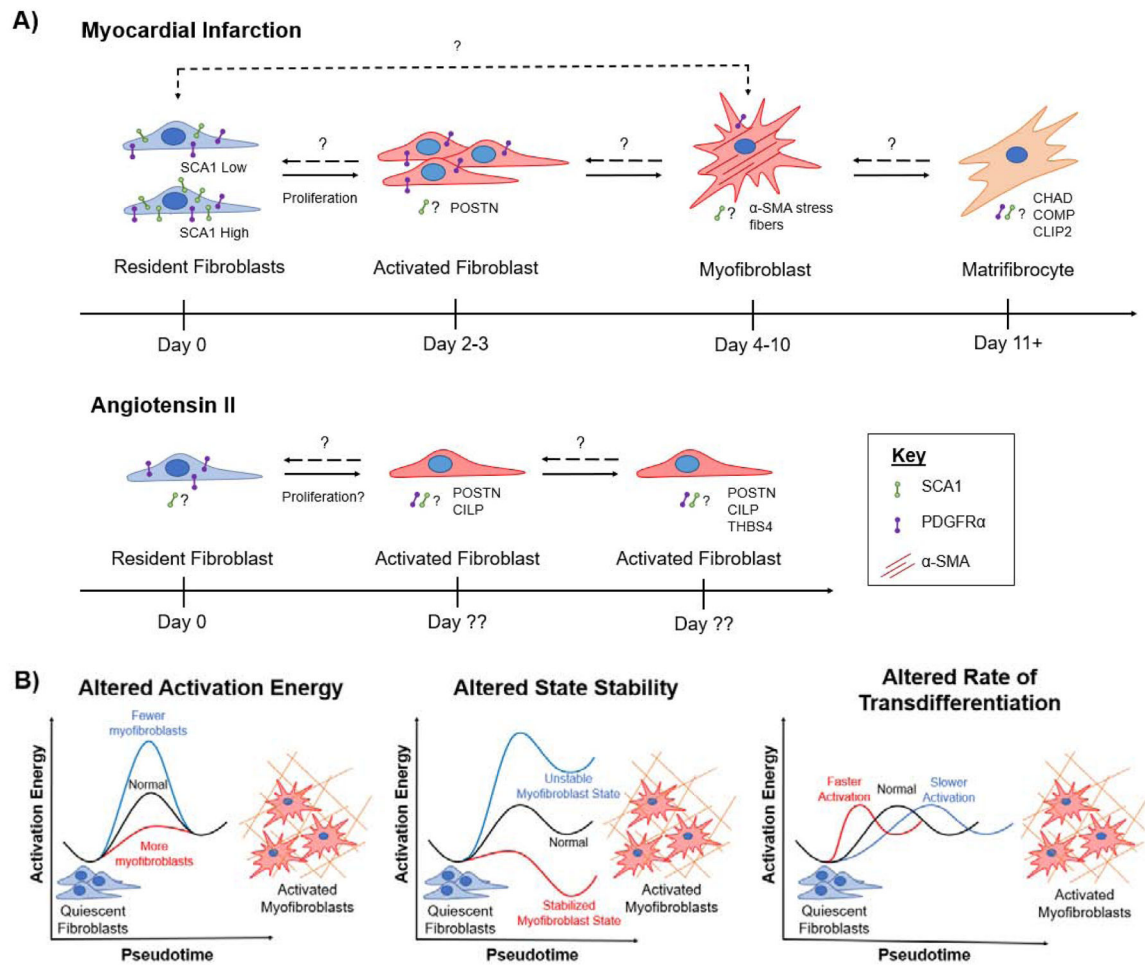 A)
Myocardial Infarction
?
? ? ?
SCA1 Low
Proliferation
SCA1 High
? POSTN
? α-SMA stress
fibers
? CHAD
COMP
CLIP2
Resident Fibroblasts Activated Fibroblast Myofibroblast Matrifibrocyte
Day 0 Day 2-3 Day 4-10 Day 11+
Angiotensin II
? ?
Proliferation?
?
? POSTN
CILP
? POSTN
CILP
THBS4
Resident Fibroblast Activated Fibroblast Activated Fibroblast
Day 0 Day ?? Day ??
Key
SCA1
PDGFRα
α-SMA
B)
Altered Activation Energy
Activation Energy
Fewer
myofibroblasts
Normal
More
myofibroblasts
Quiescent
Fibroblasts
Activated
Myofibroblasts
Pseudotime
Altered State Stability
Activation Energy
Unstable
Myofibroblast State
Normal
Stabilized
Myofibroblast State
Quiescent
Fibroblasts
Activated
Myofibroblasts
Pseudotime
Altered Rate of
Transdifferentiation
Activation Energy
Faster
Activation
Normal
Slower
Activation
Quiescent
Fibroblasts
Activated
Myofibroblasts
Pseudotime